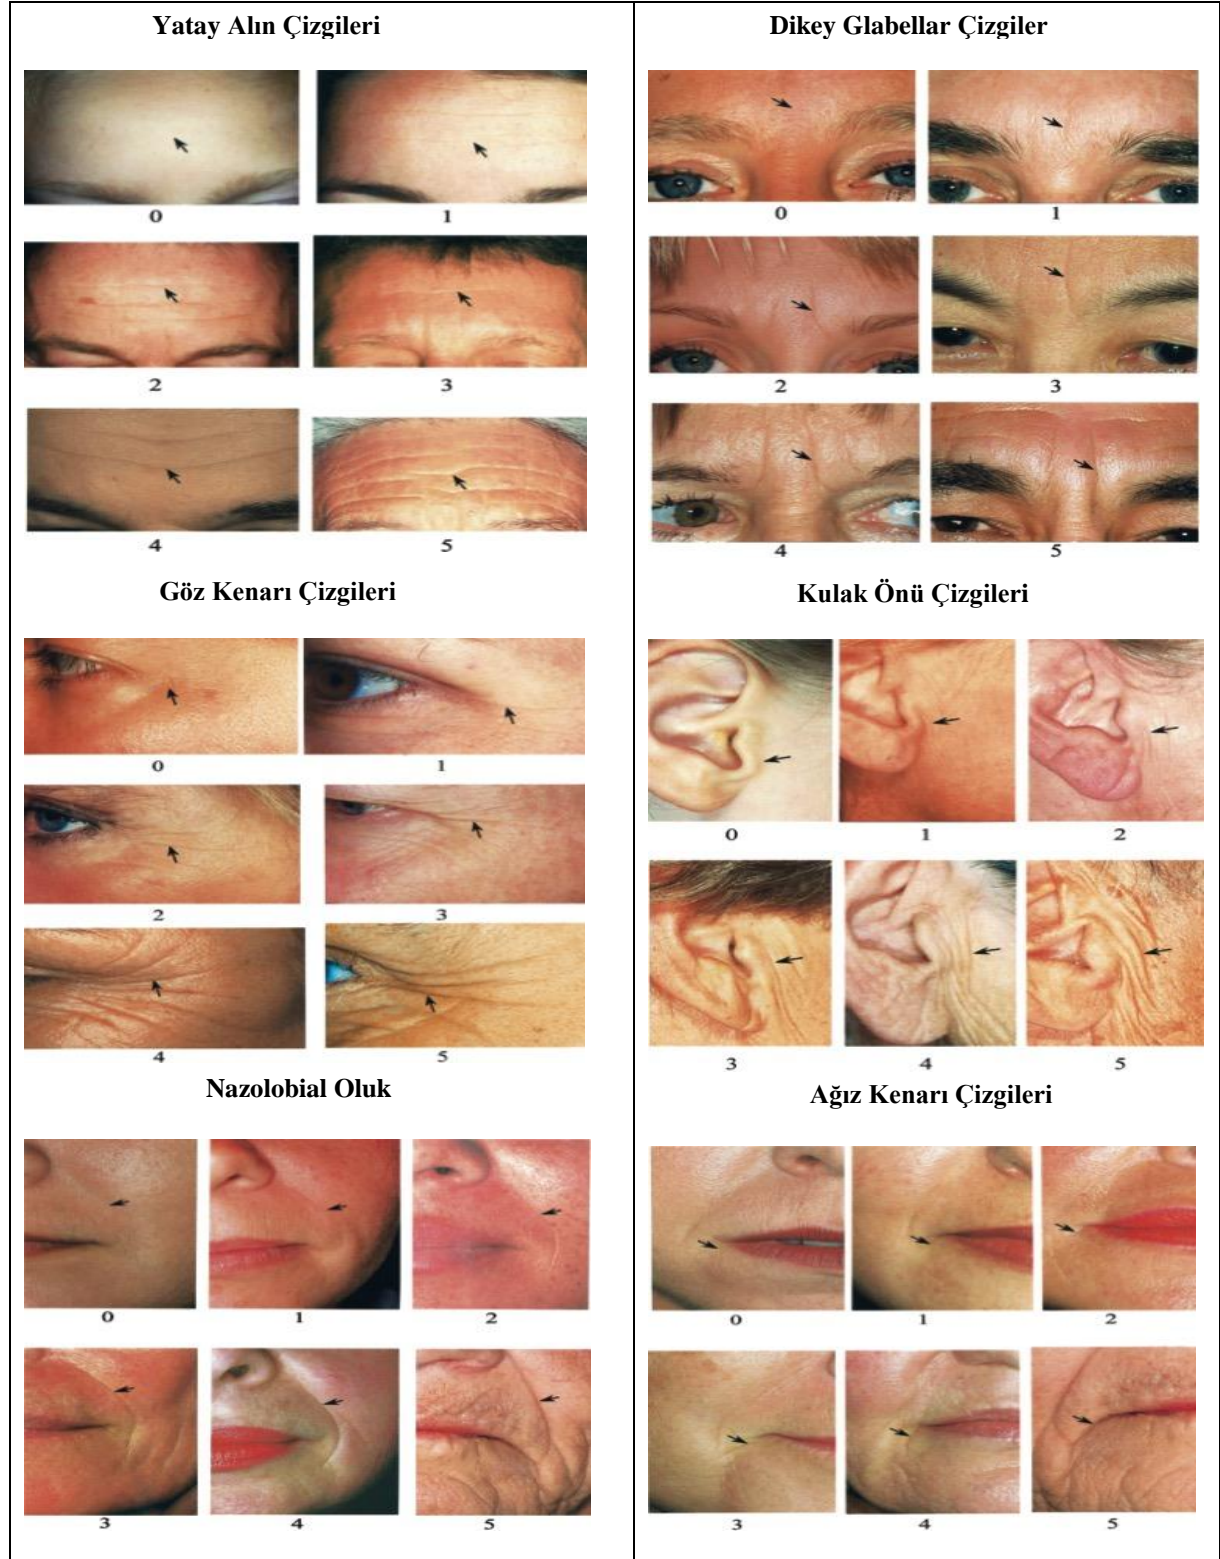 Yatay Alın Çizgileri
0 1
2 3
4 5
Göz Kenarı Çizgileri
0 1
2 3
4 5
Nazolobial Oluk
0 1 2
3 4 5
Dikey Glabellar Çizgiler
0 1
2 3
4 5
Kulak Önü Çizgileri
0 1 2
3 4 5
Ağız Kenarı Çizgileri
0 1 2
3 4 5